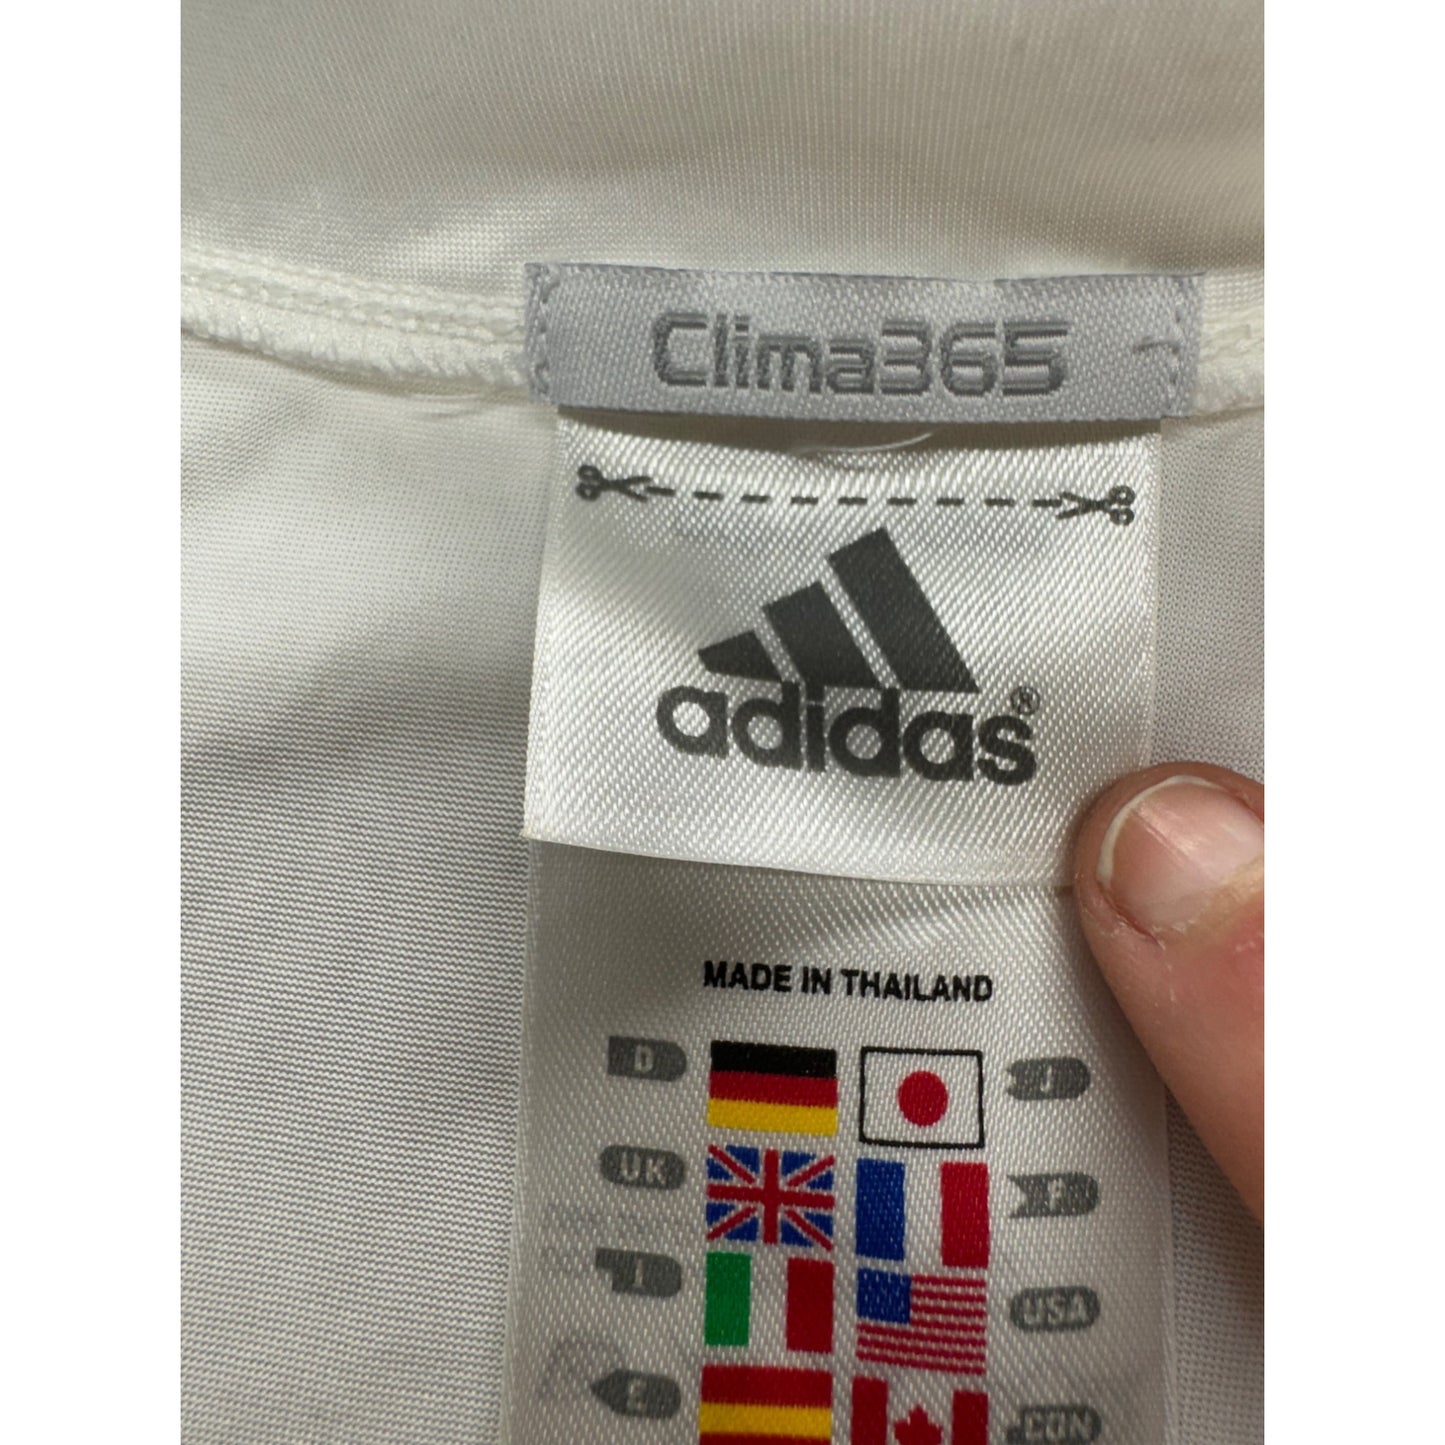 Clima365
adidas®
MADE IN THAILAND
D J
UK F
I USA
E CDN